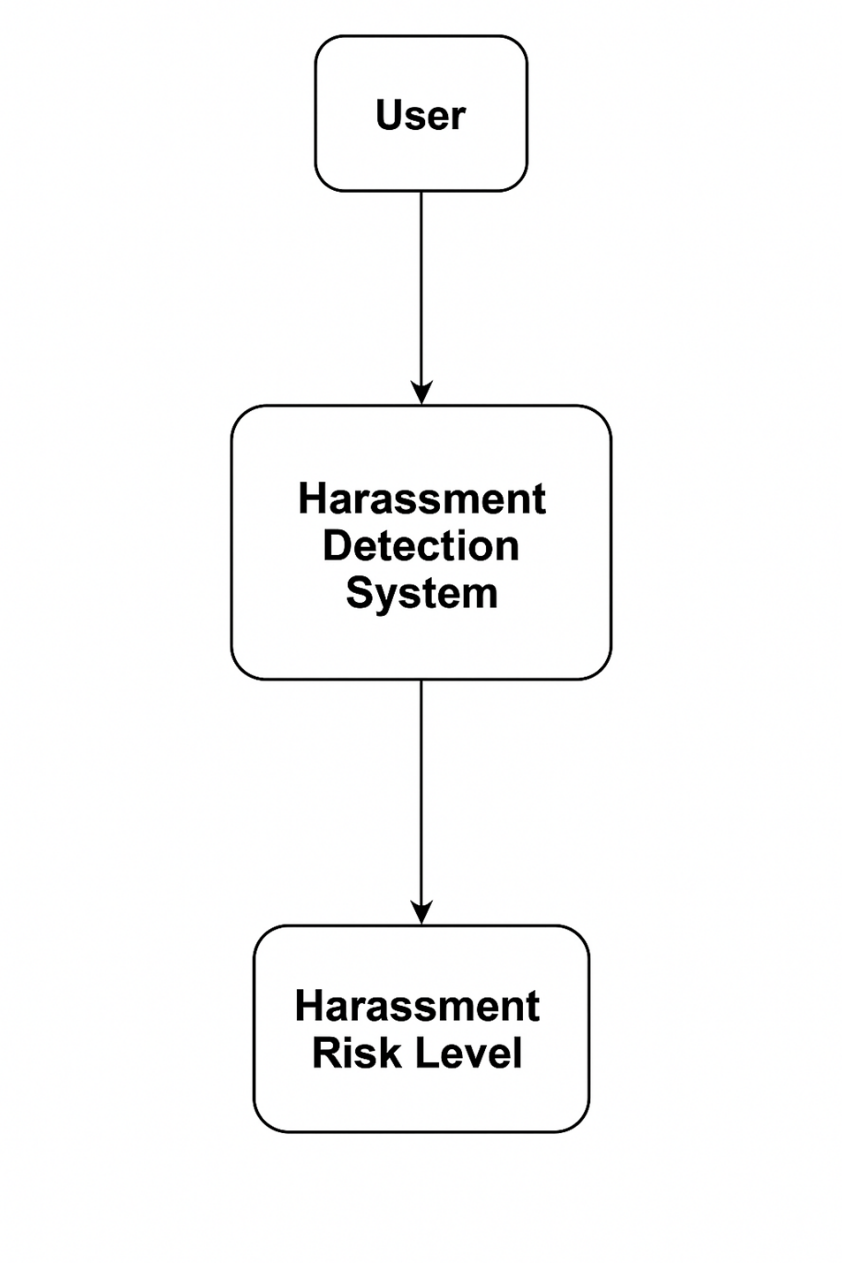 User
Harassment
Detection
System
Harassment
Risk Level